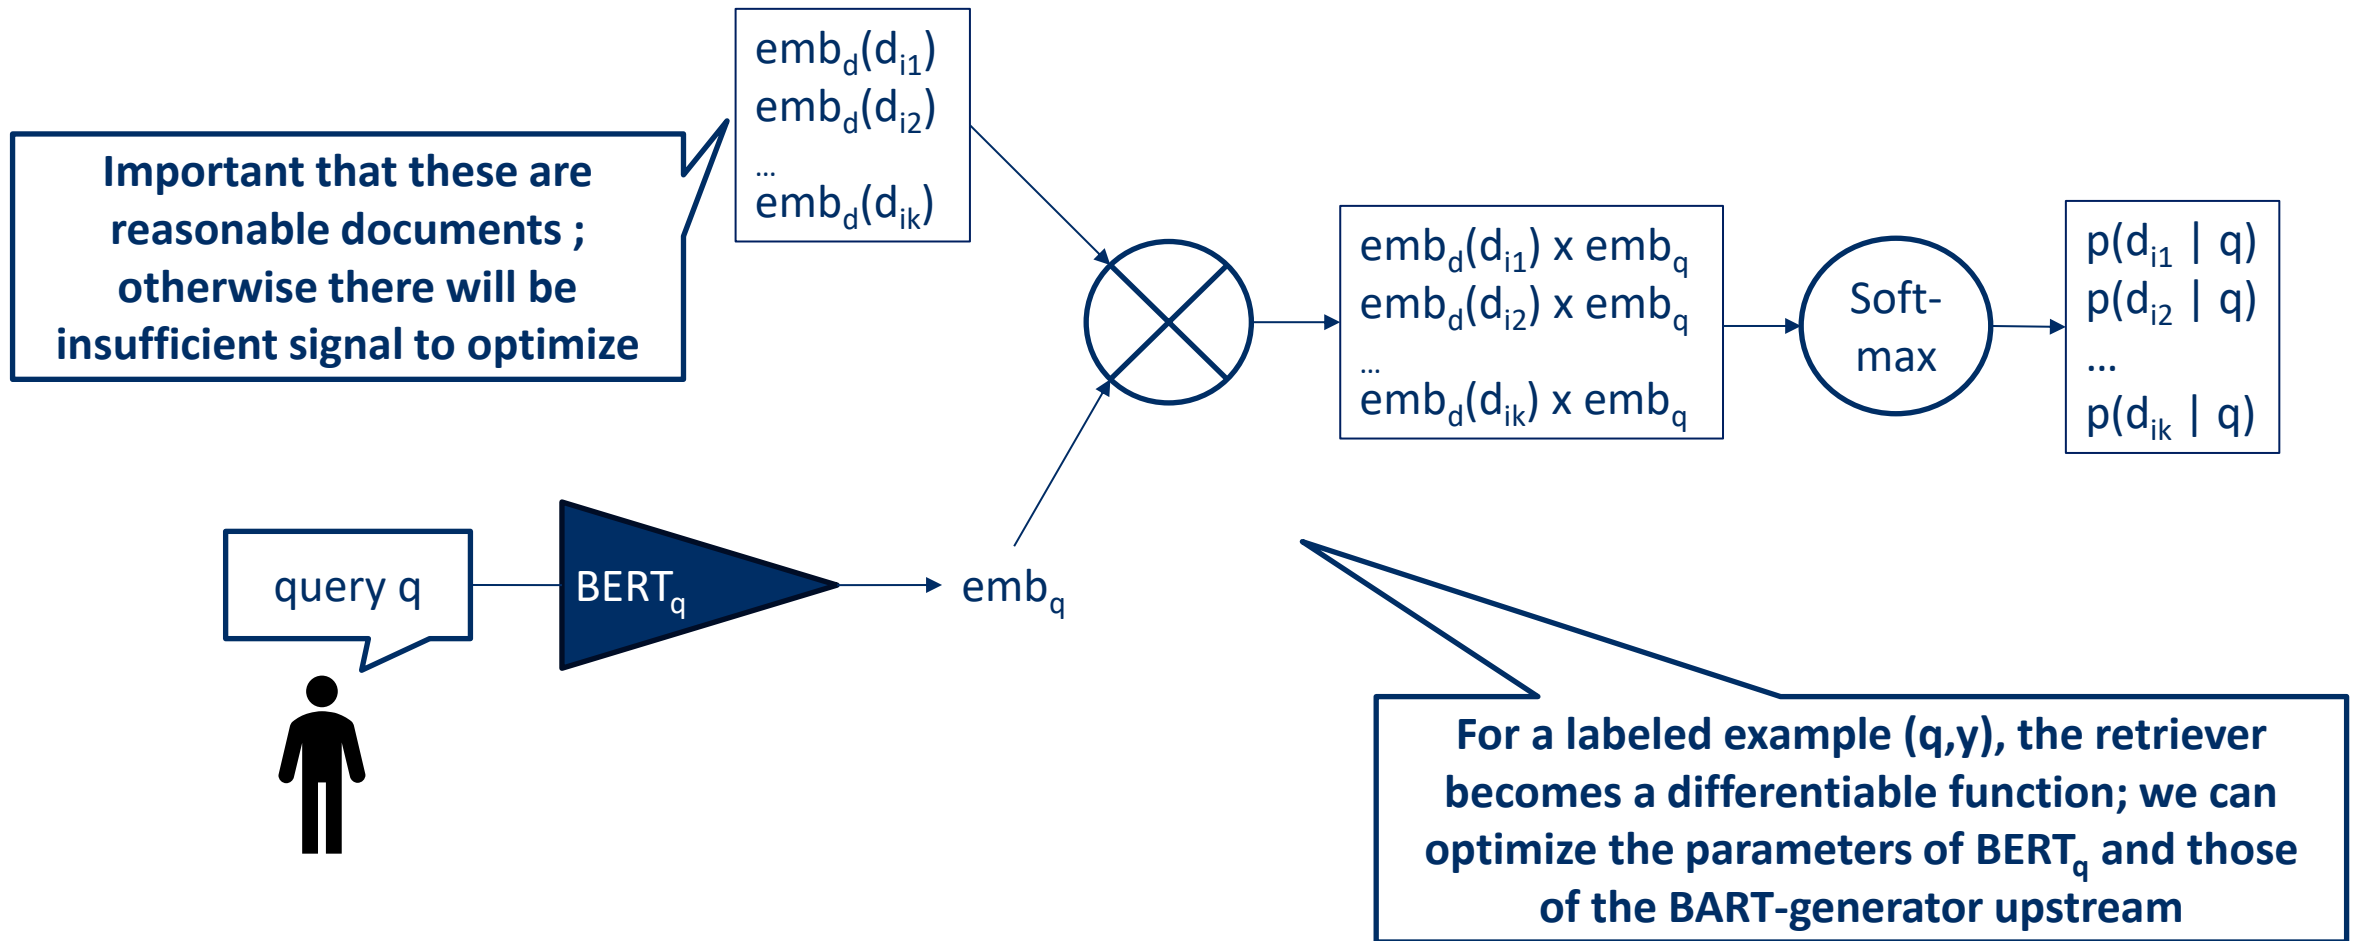 emb_d(d_i1)
emb_d(d_i2)
...
emb_d(d_ik)
Important that these are
reasonable documents ;
otherwise there will be
insufficient signal to optimize
emb_d(d_i1) x emb_q
emb_d(d_i2) x emb_q
...
emb_d(d_ik) x emb_q
Soft-
max
p(d_i1 | q)
p(d_i2 | q)
...
p(d_ik | q)
query q
BERT_q
emb_q
For a labeled example (q,y), the retriever
becomes a differentiable function; we can
optimize the parameters of BERT_q and those
of the BART-generator upstream